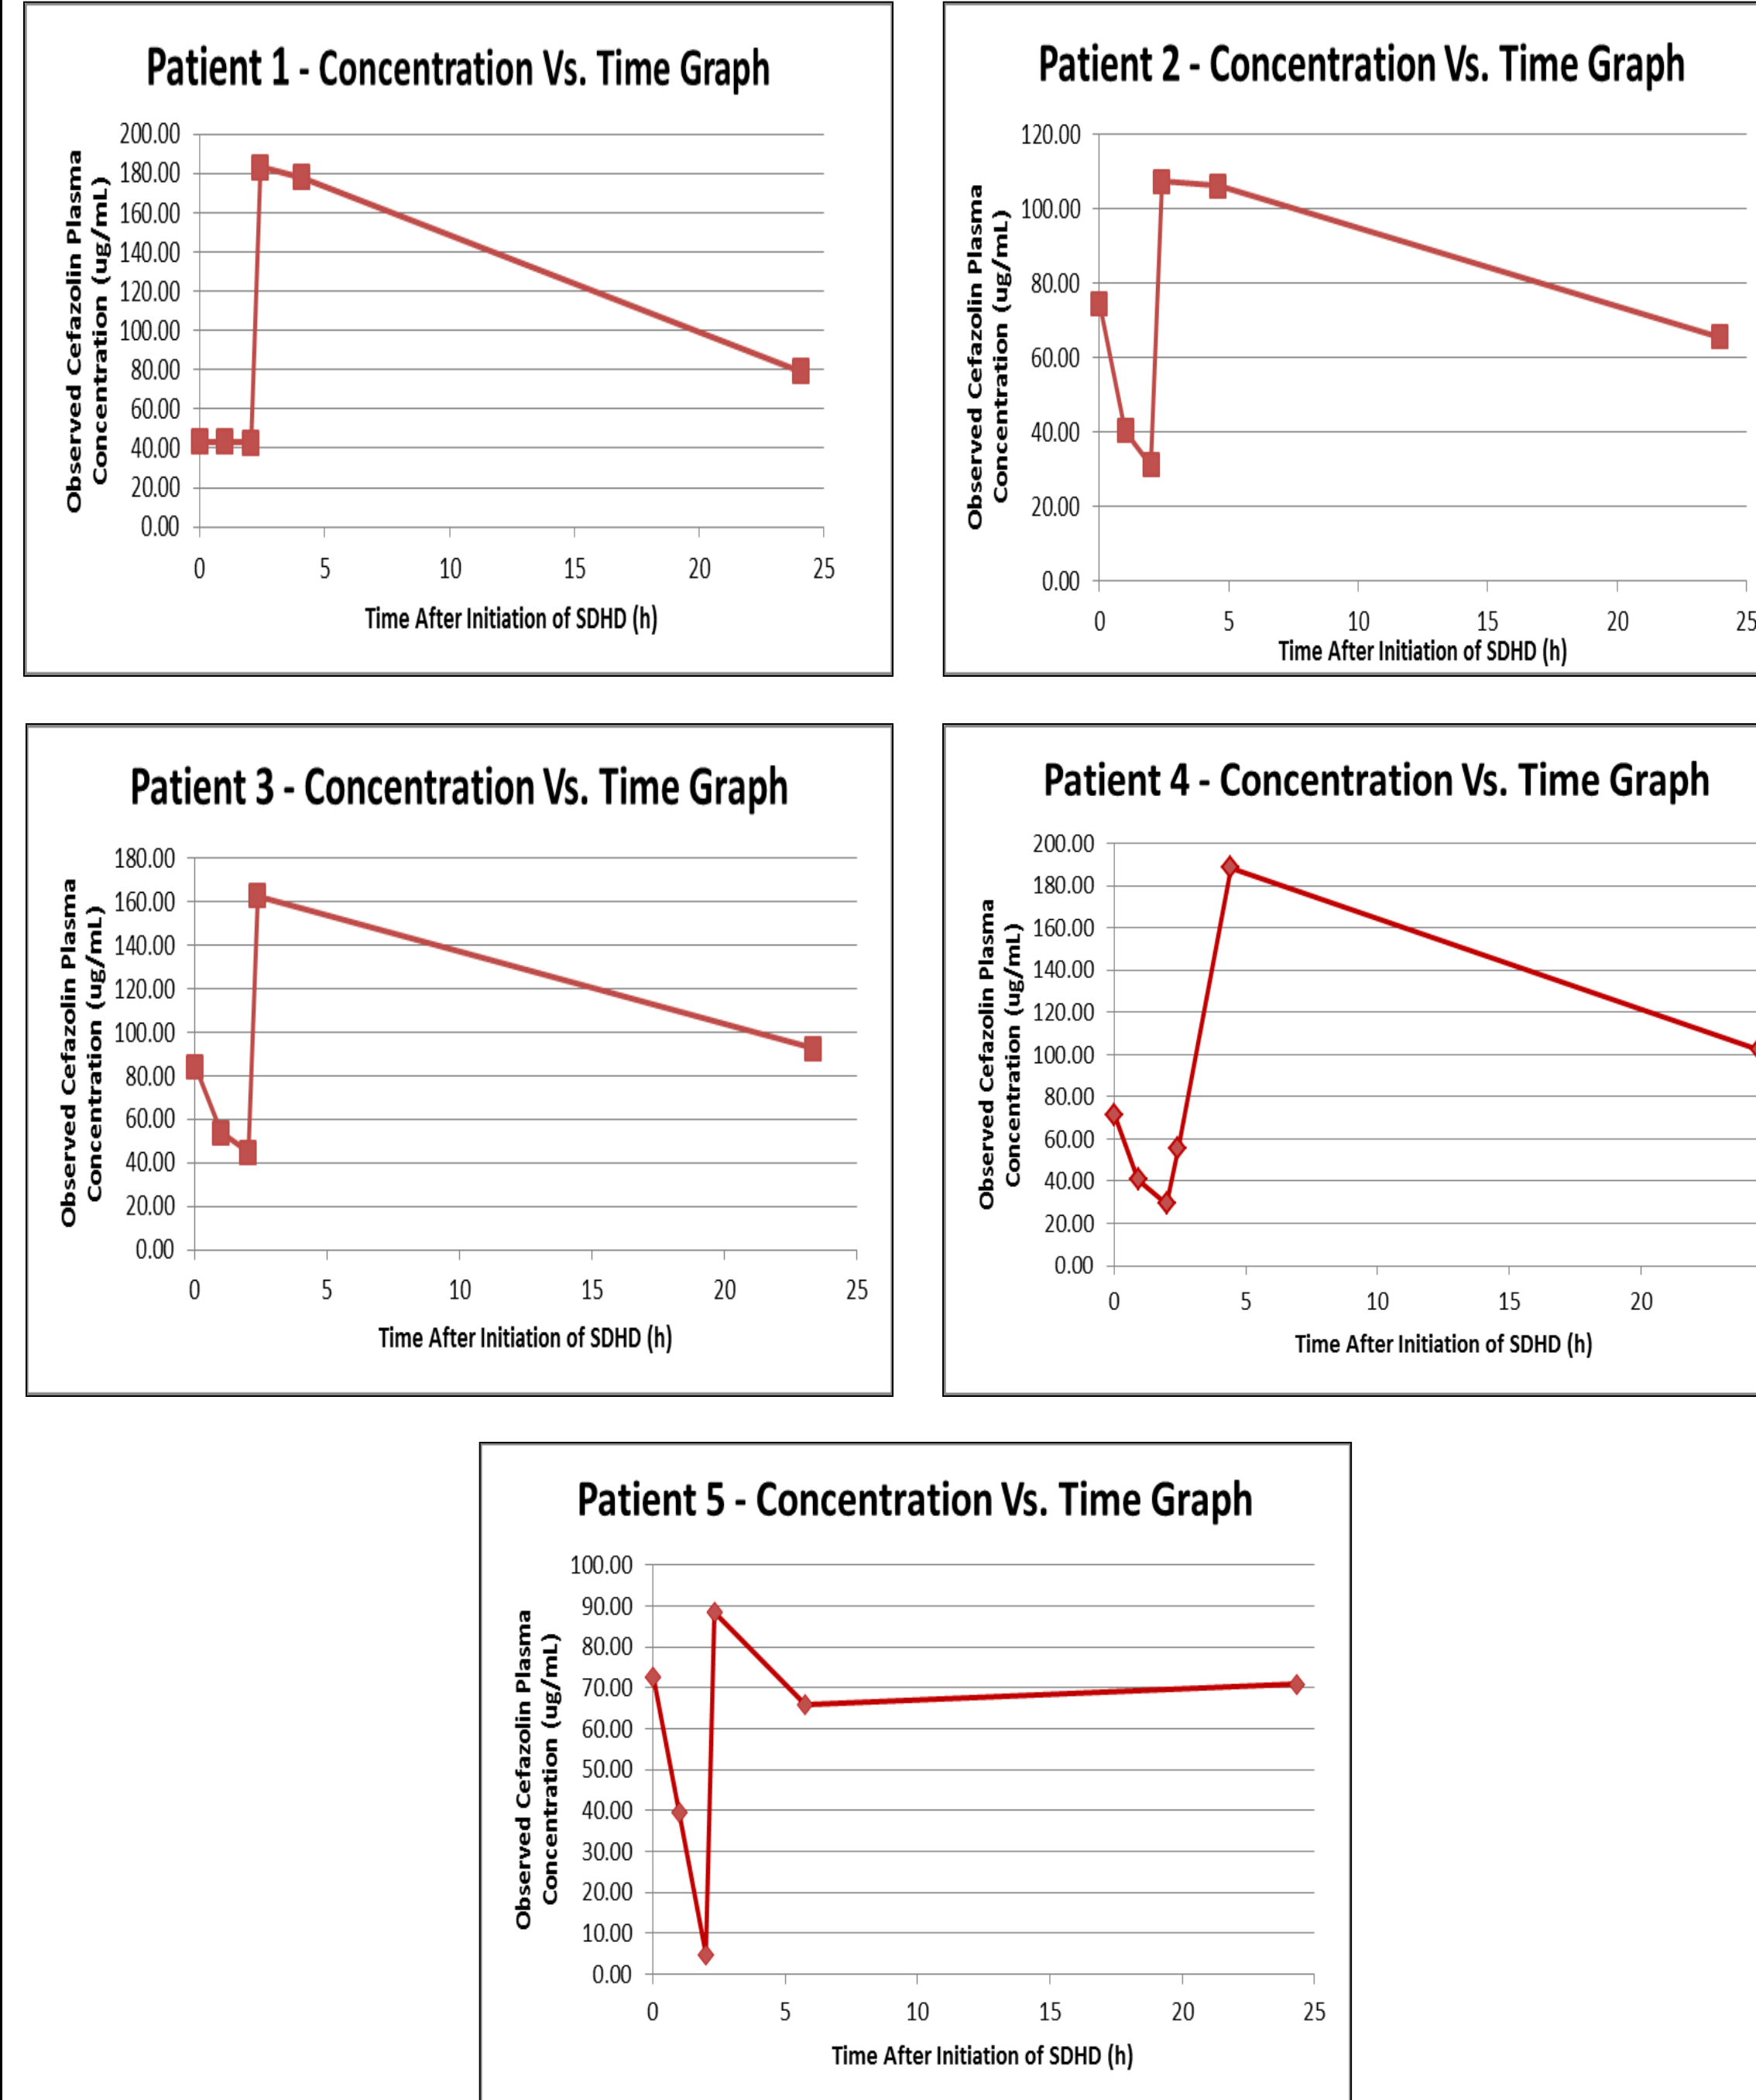 Patient 1 - Concentration Vs. Time Graph
Observed Cefazolin Plasma
Concentration (ug/mL)
200.00
180.00
160.00
140.00
120.00
100.00
80.00
60.00
40.00
20.00
0.00
0 5 10 15 20 25
Time After Initiation of SDHD (h)
Patient 2 - Concentration Vs. Time Graph
Observed Cefazolin Plasma
Concentration (ug/mL)
120.00
100.00
80.00
60.00
40.00
20.00
0.00
0 5 10 15 20 25
Time After Initiation of SDHD (h)
Patient 3 - Concentration Vs. Time Graph
Observed Cefazolin Plasma
Concentration (ug/mL)
180.00
160.00
140.00
120.00
100.00
80.00
60.00
40.00
20.00
0.00
0 5 10 15 20 25
Time After Initiation of SDHD (h)
Patient 4 - Concentration Vs. Time Graph
Observed Cefazolin Plasma
Concentration (ug/mL)
200.00
180.00
160.00
140.00
120.00
100.00
80.00
60.00
40.00
20.00
0.00
0 5 10 15 20
Time After Initiation of SDHD (h)
Patient 5 - Concentration Vs. Time Graph
Observed Cefazolin Plasma
Concentration (ug/mL)
100.00
90.00
80.00
70.00
60.00
50.00
40.00
30.00
20.00
10.00
0.00
0 5 10 15 20 25
Time After Initiation of SDHD (h)